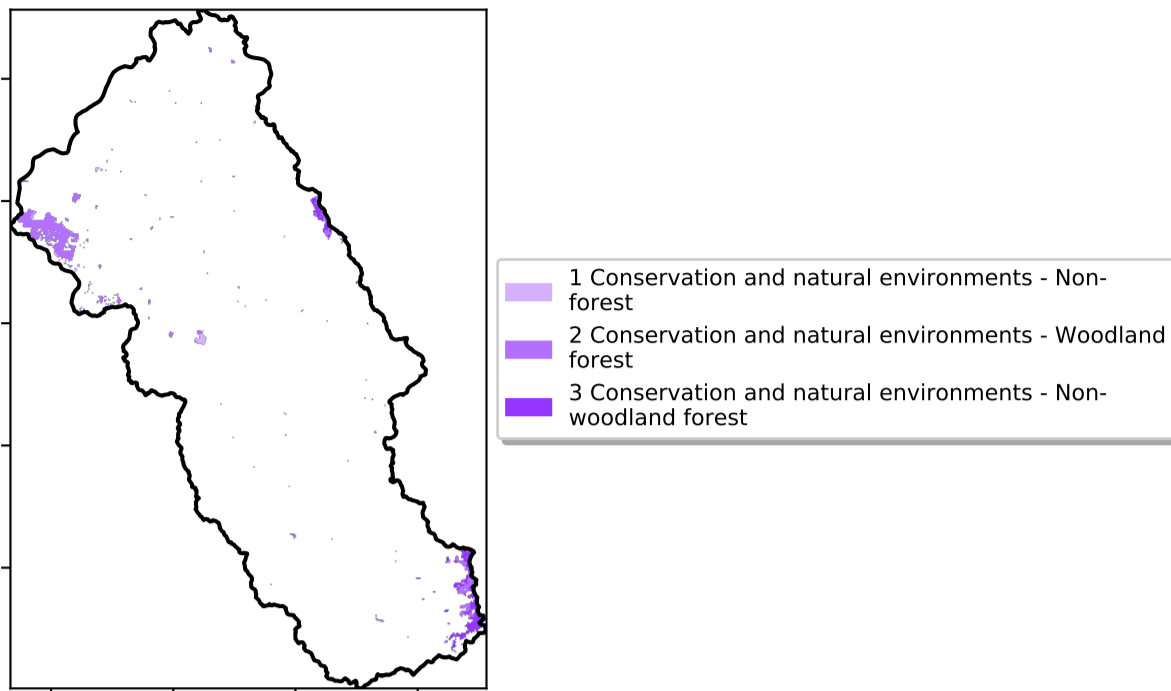 1 Conservation and natural environments - Non-
forest
2 Conservation and natural environments - Woodland
forest
3 Conservation and natural environments - Non-
woodland forest